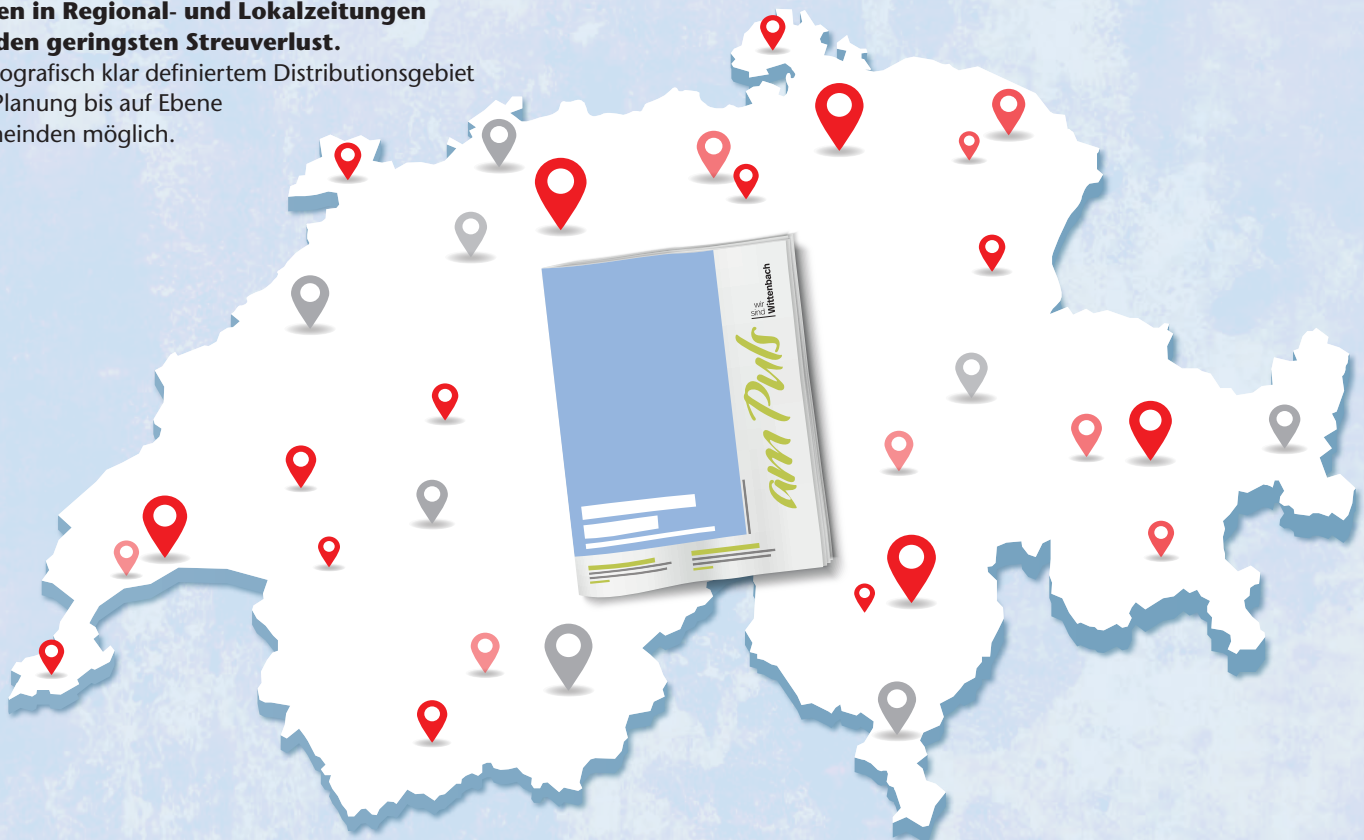 en in Regional- und Lokalzeitungen
den geringsten Streuverlust.
ografisch klar definiertem Distributionsgebiet
Planung bis auf Ebene
einden möglich.
am Puls
wir
sind
Wittenbach